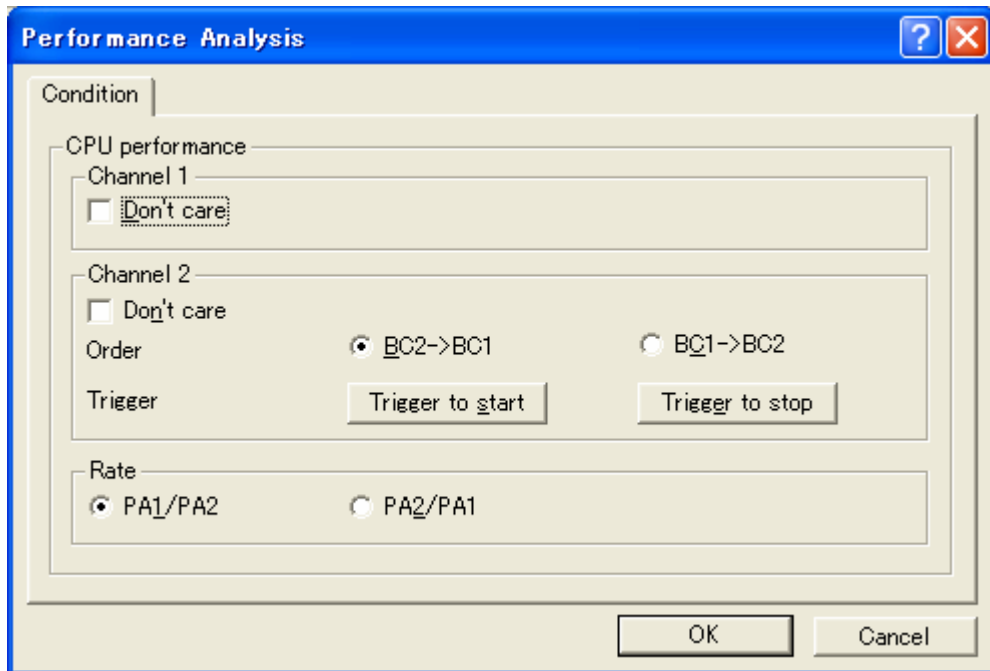 Performance Analysis
Condition
CPU performance
Channel 1
Don't care
Channel 2
Don't care
Order BC2->BC1 BC1->BC2
Trigger Trigger to start Trigger to stop
Rate
PA1/PA2 PA2/PA1
OK Cancel